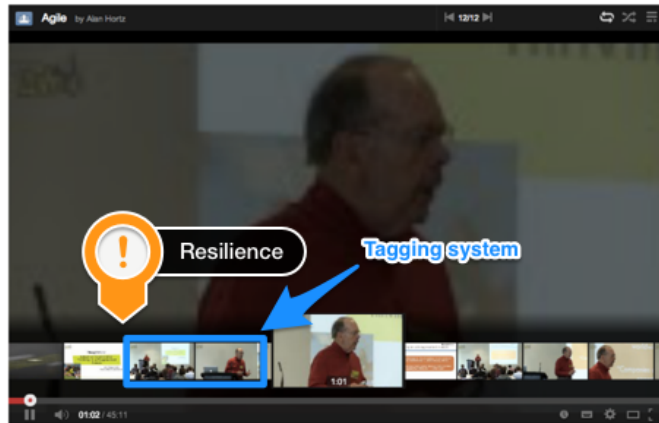 Agile by Alan Hortz
12/12
Resilience
Tagging system
1:01
01:02 / 45:11